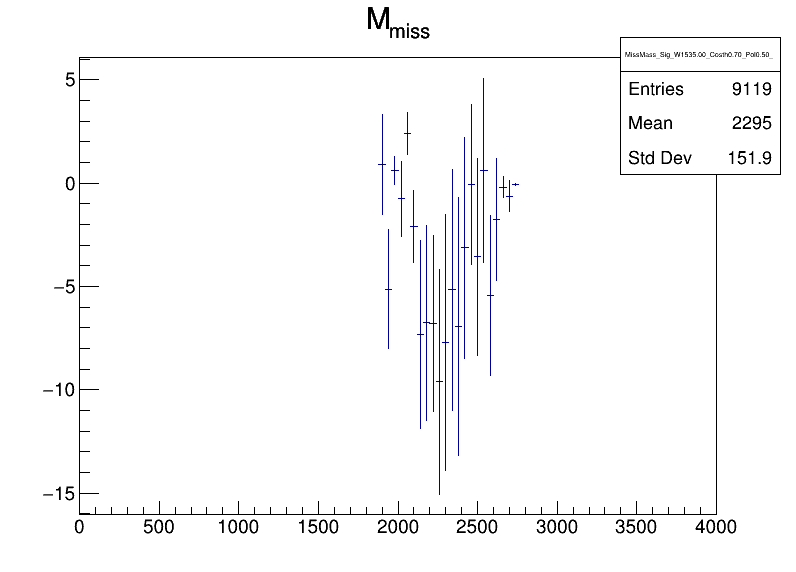 M_miss
MissMass_Sig_W1535.00_Costh0.70_Pol0.50_
Entries 9119
Mean 2295
Std Dev 151.9
5
0
−5
−10
−15
0 500 1000 1500 2000 2500 3000 3500 4000